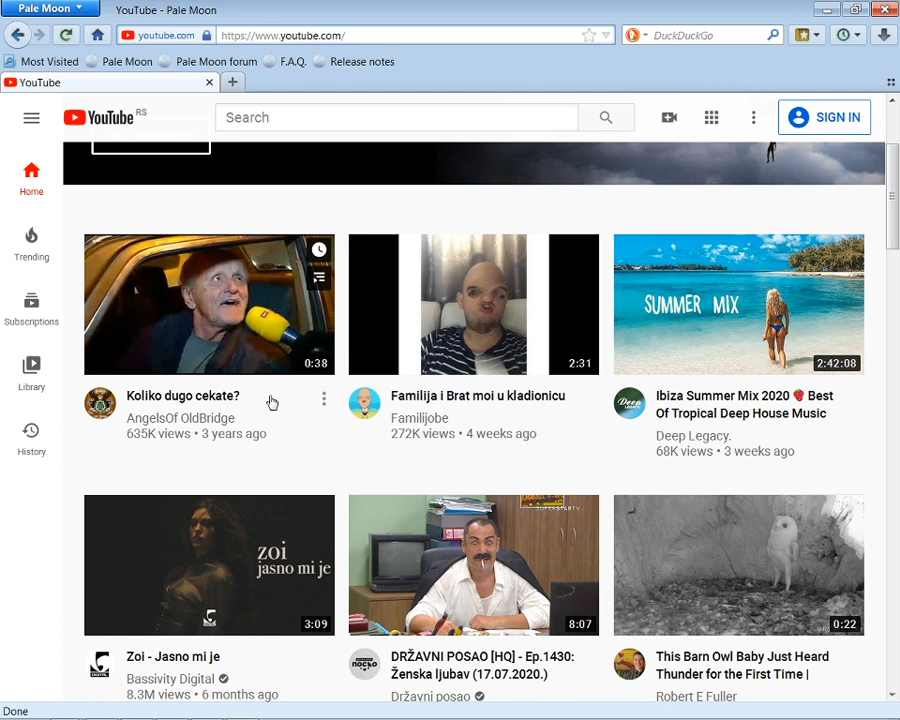 Pale Moon
YouTube - Pale Moon
youtube.com
https://www.youtube.com/
DuckDuckGo
Most Visited
Pale Moon
Pale Moon forum
F.A.Q.
Release notes
YouTube
YouTube RS
Search
SIGN IN
Home
Trending
Subscriptions
Library
History
0:38
2:31
SUMMER MIX
2:42:08
Koliko dugo cekate?
AngelsOf OldBridge
635K views • 3 years ago
Familija i Brat moi u kladionicu
Familijobe
272K views • 4 weeks ago
Deep
Ibiza Summer Mix 2020 🍓 Best
Of Tropical Deep House Music
Deep Legacy.
68K views • 3 weeks ago
zoi
jasno mi je
3:09
SUPERSTARTV
8:07
0:22
Zoi - Jasno mi je
Bassivity Digital
8.3M views • 6 months ago
DRŽAVNI POSAO [HQ] - Ep.1430:
Ženska ljubav (17.07.2020.)
Državni posao
This Barn Owl Baby Just Heard
Thunder for the First Time |
Robert E Fuller
Done